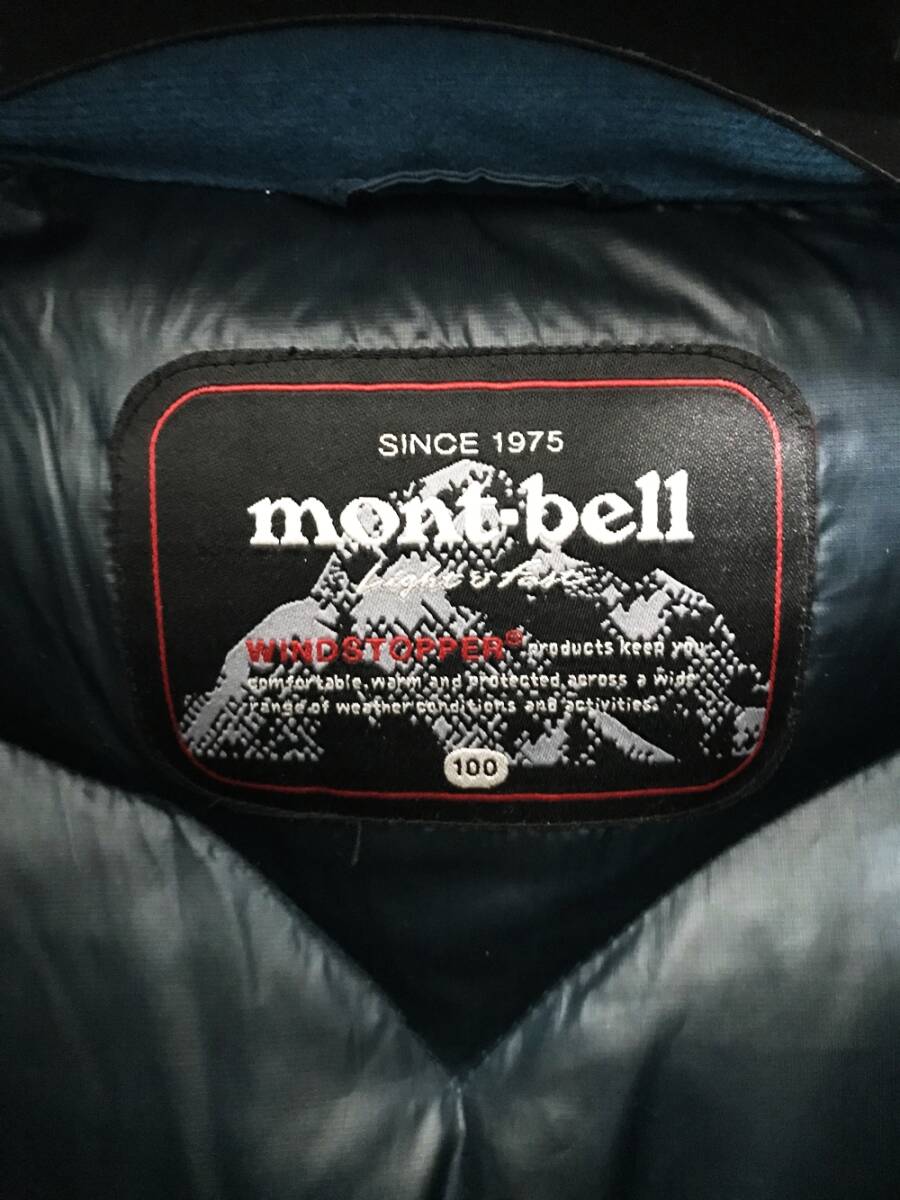 SINCE 1975
mont-bell
Light & Fast
WINDSTOPPER® products keep you
comfortable, warm and protected across a wide
range of weather conditions and activities.
100